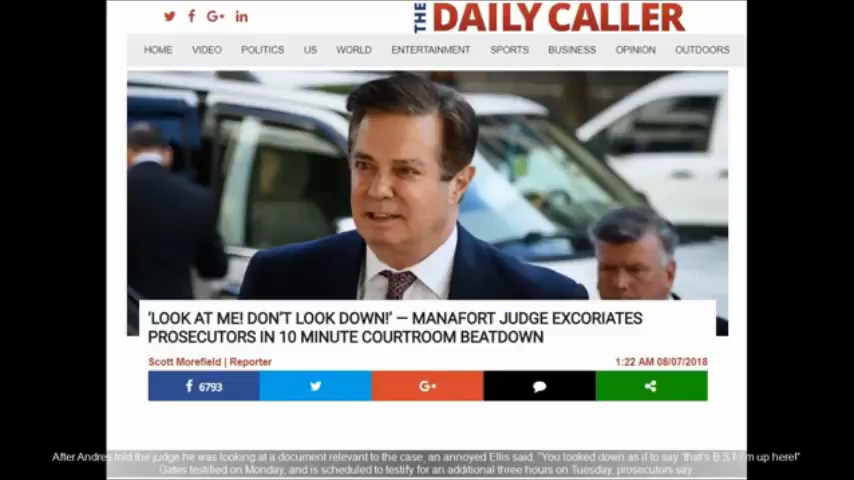 THE DAILY CALLER
HOME VIDEO POLITICS US WORLD ENTERTAINMENT SPORTS BUSINESS OPINION OUTDOORS
'LOOK AT ME! DON'T LOOK DOWN!' — MANAFORT JUDGE EXCORIATES
PROSECUTORS IN 10 MINUTE COURTROOM BEATDOWN
Scott Morefield | Reporter 1:22 AM 08/07/2018
6793
After Andres told the judge he was looking at a document relevant to the case, an annoyed Ellis said, "You looked down as if to say 'that's B.S.' I'm up here!"
Gates testified on Monday, and is scheduled to testify for an additional three hours on Tuesday, prosecutors say.